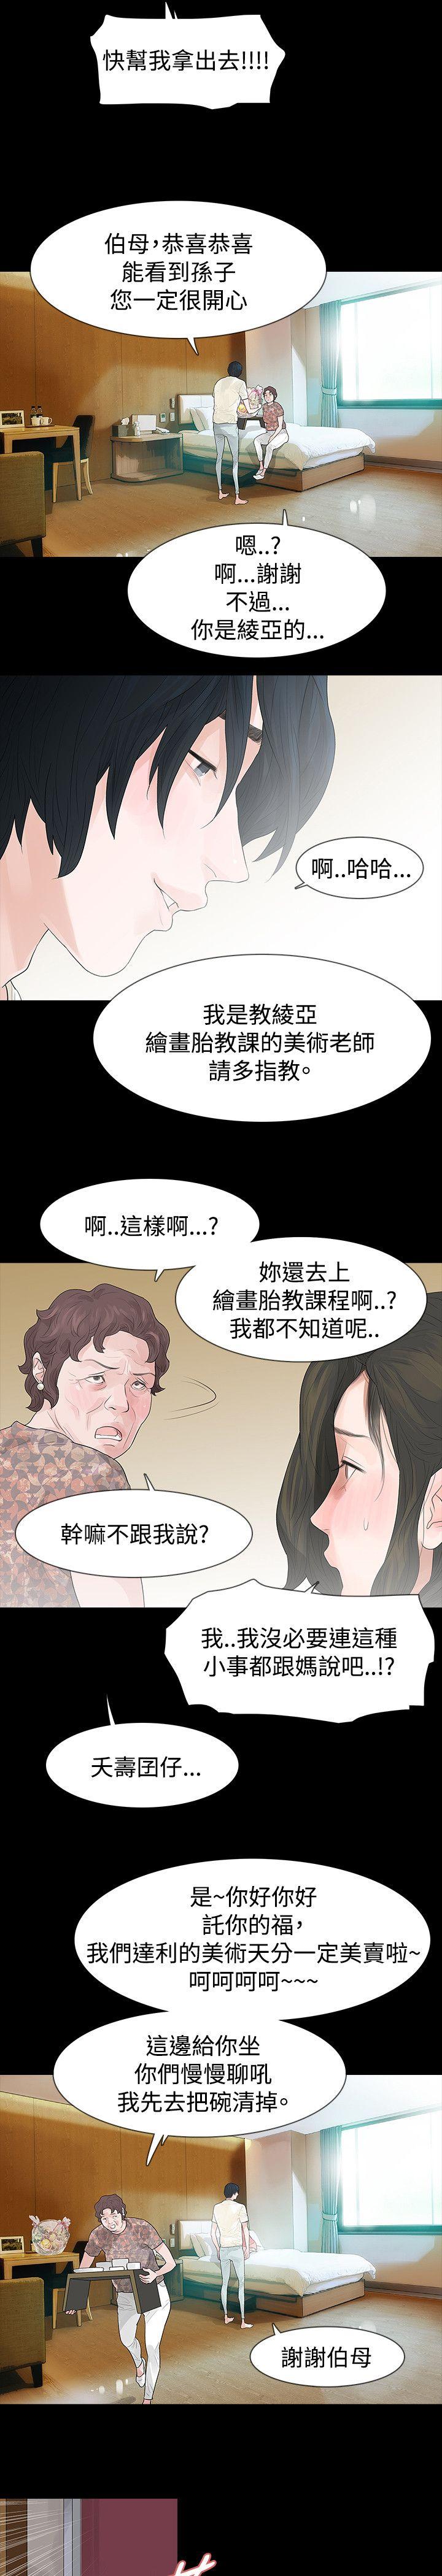 快幫我拿出去!!!!
伯母,恭喜恭喜
能看到孫子
您一定很開心
嗯..?
啊...謝謝
不過...
你是綾亞的...
啊..哈哈...
我是教綾亞
繪畫胎教課的美術老師
請多指教。
啊..這樣啊...?
妳還去上
繪畫胎教課程啊..?
我都不知道呢..
幹嘛不跟我說?
我..我沒必要連這種
小事都跟媽說吧..!?
夭壽囝仔...
是~你好你好
託你的福,
我們達利的美術天分一定美賣啦~
呵呵呵呵~~~
這邊給你坐
你們慢慢聊吼
我先去把碗清掉。
謝謝伯母